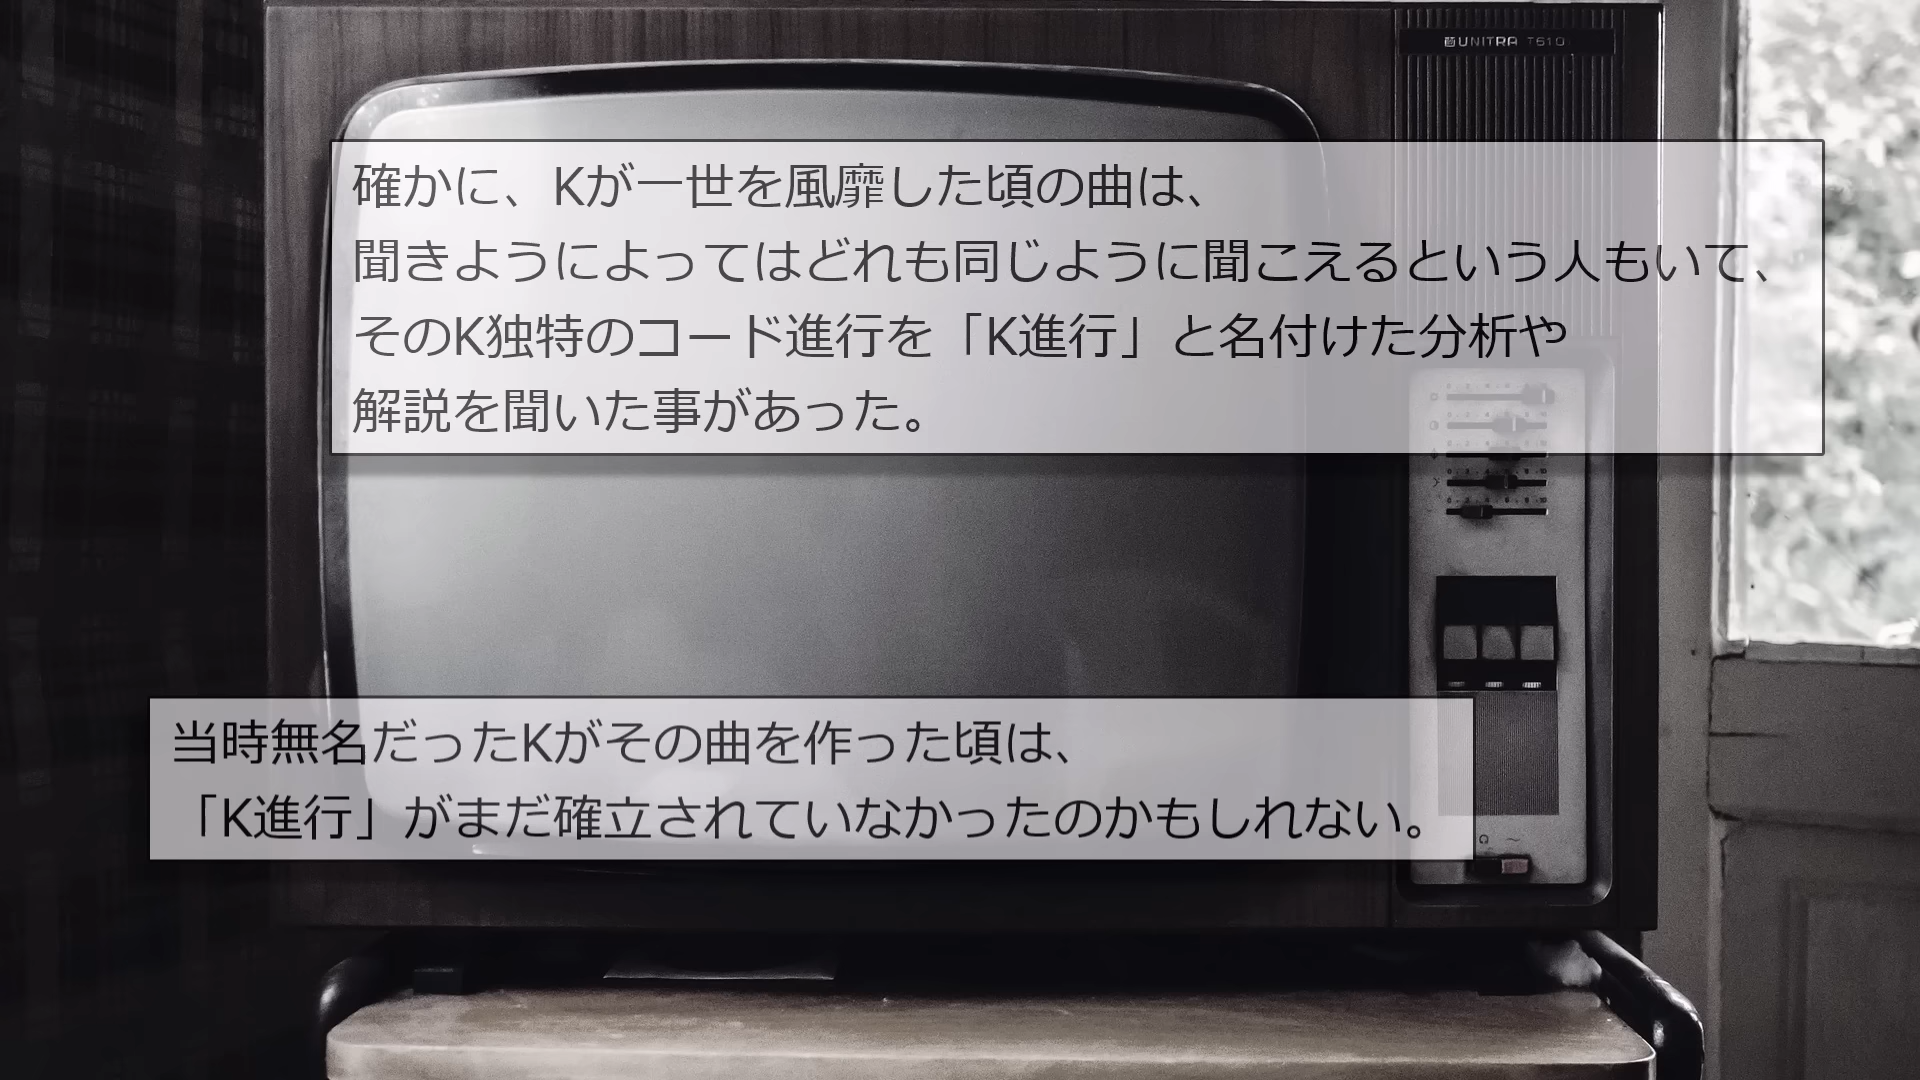 UNITRA T610
確かに、Kが一世を風靡した頃の曲は、
聞きようによってはどれも同じように聞こえるという人もいて、
そのK独特のコード進行を「K進行」と名付けた分析や
解説を聞いた事があった。
当時無名だったKがその曲を作った頃は、
「K進行」がまだ確立されていなかったのかもしれない。